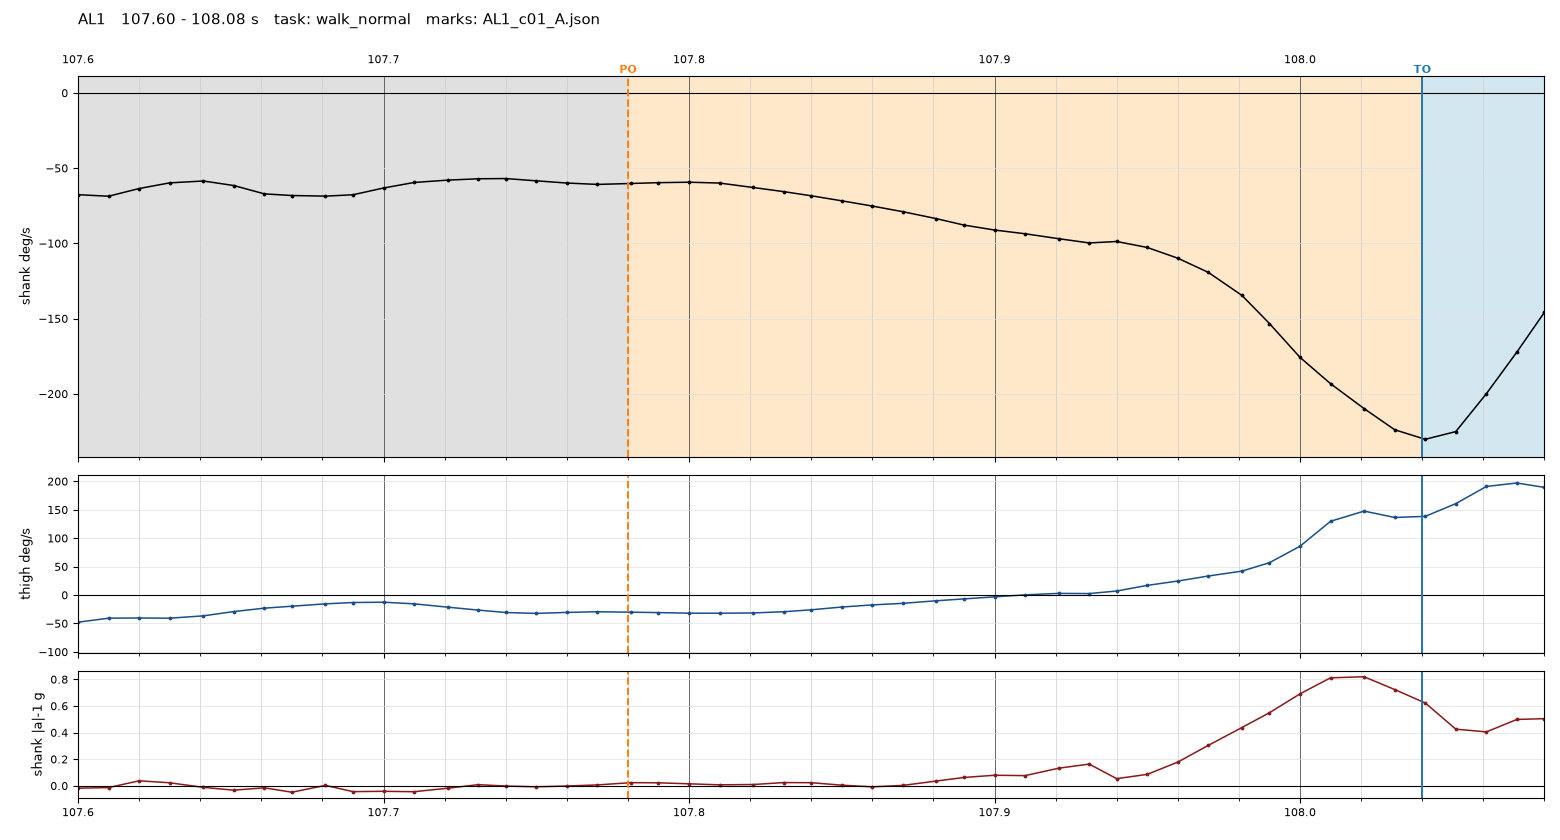 AL1   107.60 - 108.08 s   task: walk_normal   marks: AL1_c01_A.json
107.6 107.7 107.8 107.9 108.0
PO TO
shank deg/s
0
−50
−100
−150
−200
thigh deg/s
200
150
100
50
0
−50
−100
shank |a|-1 g
0.8
0.6
0.4
0.2
0.0
107.6 107.7 107.8 107.9 108.0